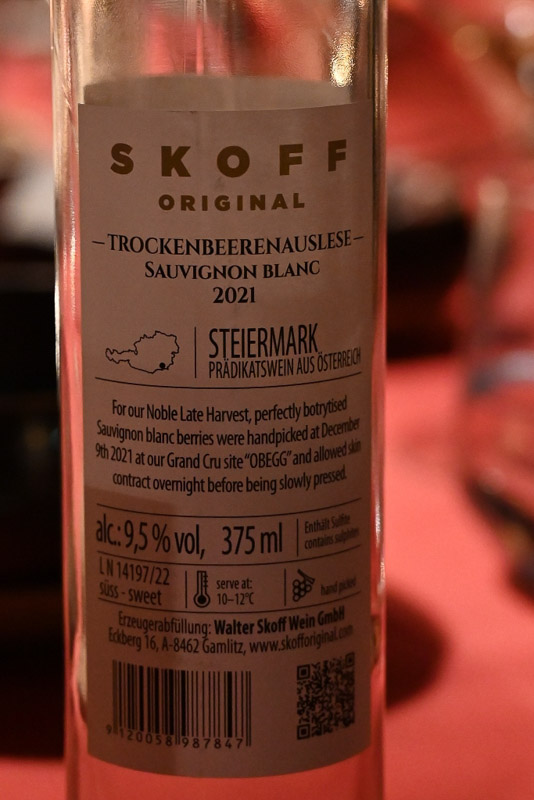 SKOFF
ORIGINAL
TROCKENBEERENAUSLESE
SAUVIGNON BLANC
2021
STEIERMARK
PRÄDIKATSWEIN AUS ÖSTERREICH
For our Noble Late Harvest, perfectly botrytised
Sauvignon blanc berries were handpicked at December
9th 2021 at our Grand Cru site "OBEGG" and allowed skin
contract overnight before being slowly pressed.
alc.: 9,5 % vol, 375 ml
Enthält Sulfite
contains sulphites
L N 14197/22
süss - sweet
serve at:
10–12°C
hand picked
Erzeugerabfüllung: Walter Skoff Wein GmbH
Eckberg 16, A-8462 Gamlitz, www.skofforiginal.com
9 120058 987847